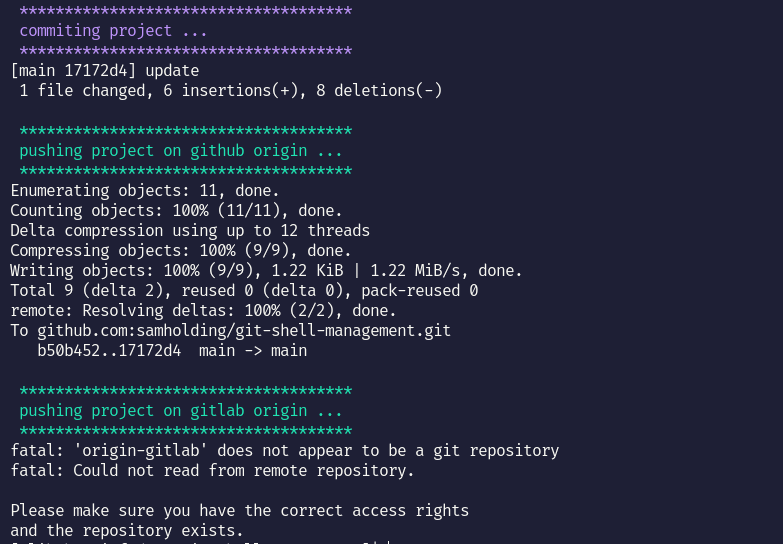 *************************************
commiting project ...
*************************************
[main 17172d4] update
1 file changed, 6 insertions(+), 8 deletions(-)
*************************************
pushing project on github origin ...
*************************************
Enumerating objects: 11, done.
Counting objects: 100% (11/11), done.
Delta compression using up to 12 threads
Compressing objects: 100% (9/9), done.
Writing objects: 100% (9/9), 1.22 KiB | 1.22 MiB/s, done.
Total 9 (delta 2), reused 0 (delta 0), pack-reused 0
remote: Resolving deltas: 100% (2/2), done.
To github.com:samholding/git-shell-management.git
b50b452..17172d4  main -> main
*************************************
pushing project on gitlab origin ...
*************************************
fatal: 'origin-gitlab' does not appear to be a git repository
fatal: Could not read from remote repository.
Please make sure you have the correct access rights
and the repository exists.